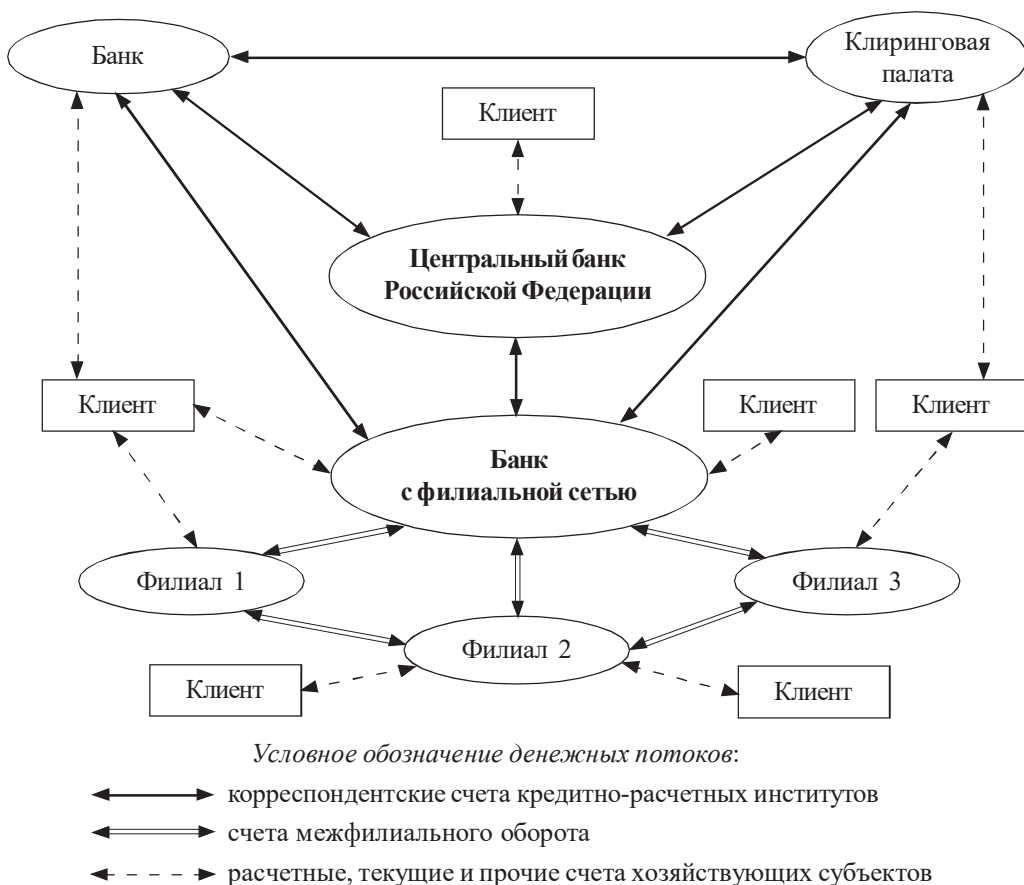 Банк
Клиринговая
палата
Клиент
Центральный банк
Российской Федерации
Клиент
Клиент
Клиент
Банк
с филиальной сетью
Филиал 1
Филиал 3
Филиал 2
Клиент
Клиент
Условное обозначение денежных потоков:
корреспондентские счета кредитно-расчетных институтов
счета межфилиального оборота
расчетные, текущие и прочие счета хозяйствующих субъектов